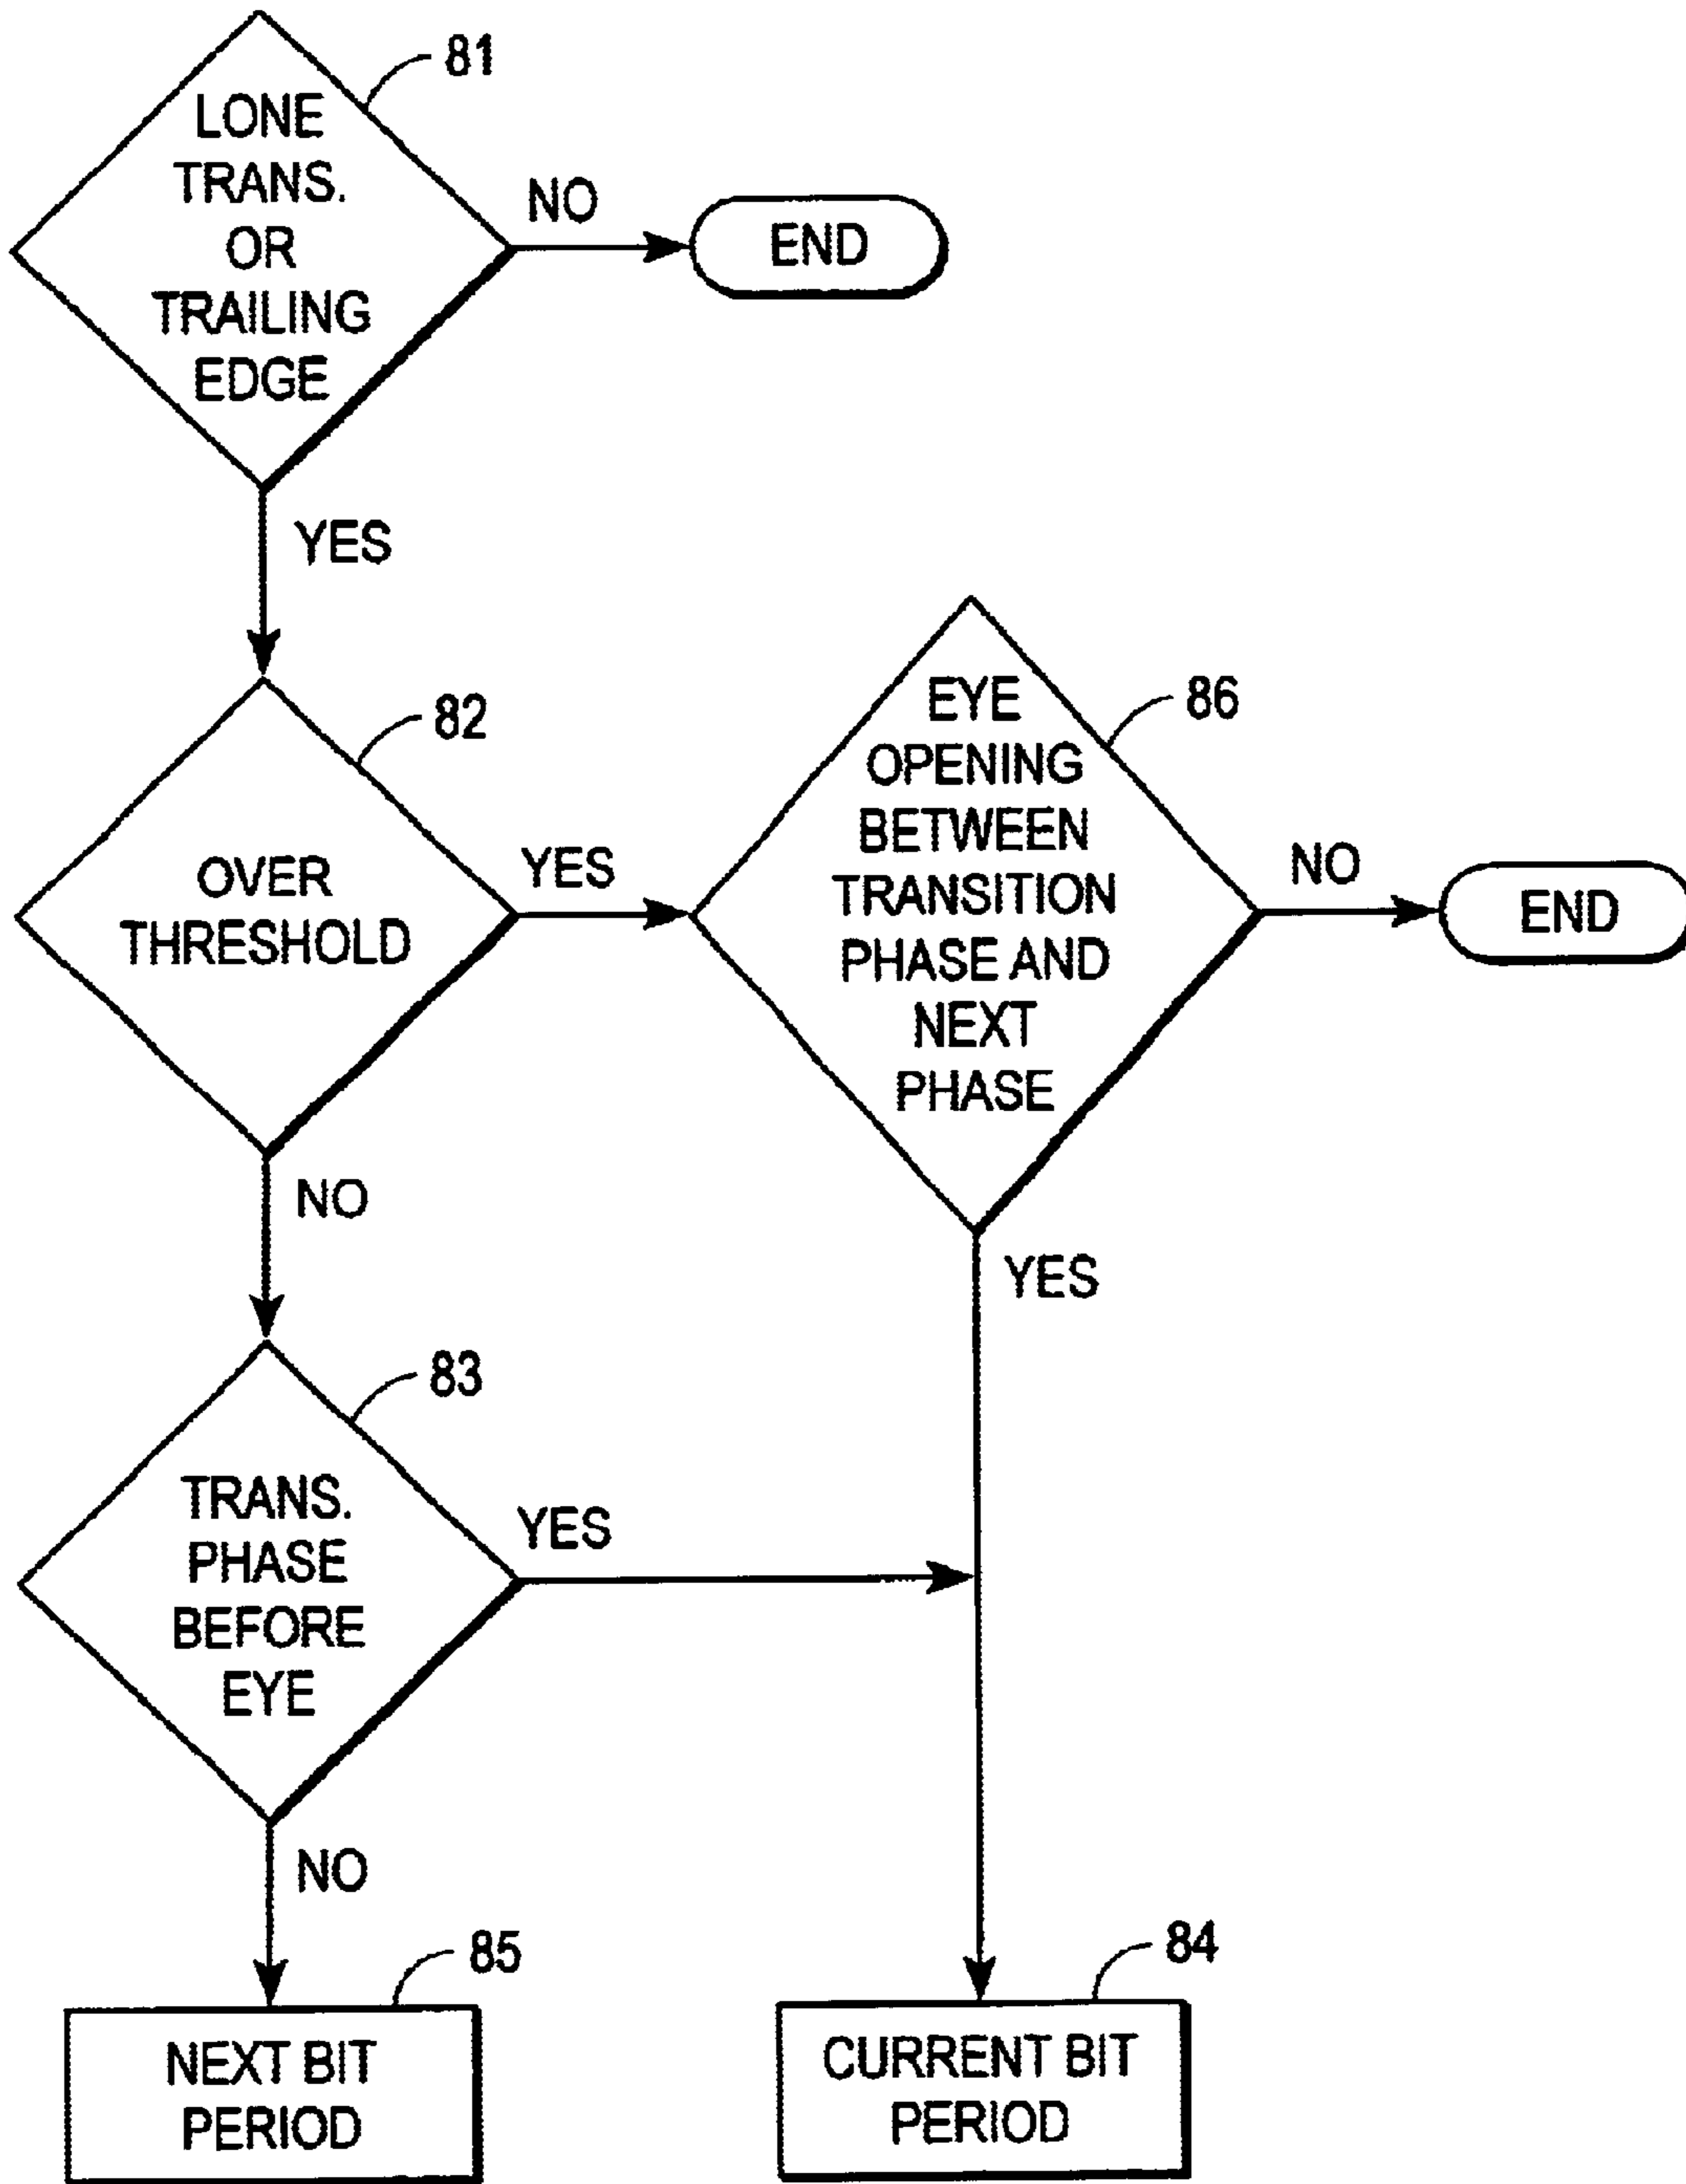 81
LONE
TRANS.
OR
TRAILING
EDGE
NO
END
YES
82
OVER
THRESHOLD
YES
86
EYE
OPENING
BETWEEN
TRANSITION
PHASE AND
NEXT
PHASE
NO
END
NO
YES
83
TRANS.
PHASE
BEFORE
EYE
YES
NO
85
NEXT BIT
PERIOD
84
CURRENT BIT
PERIOD